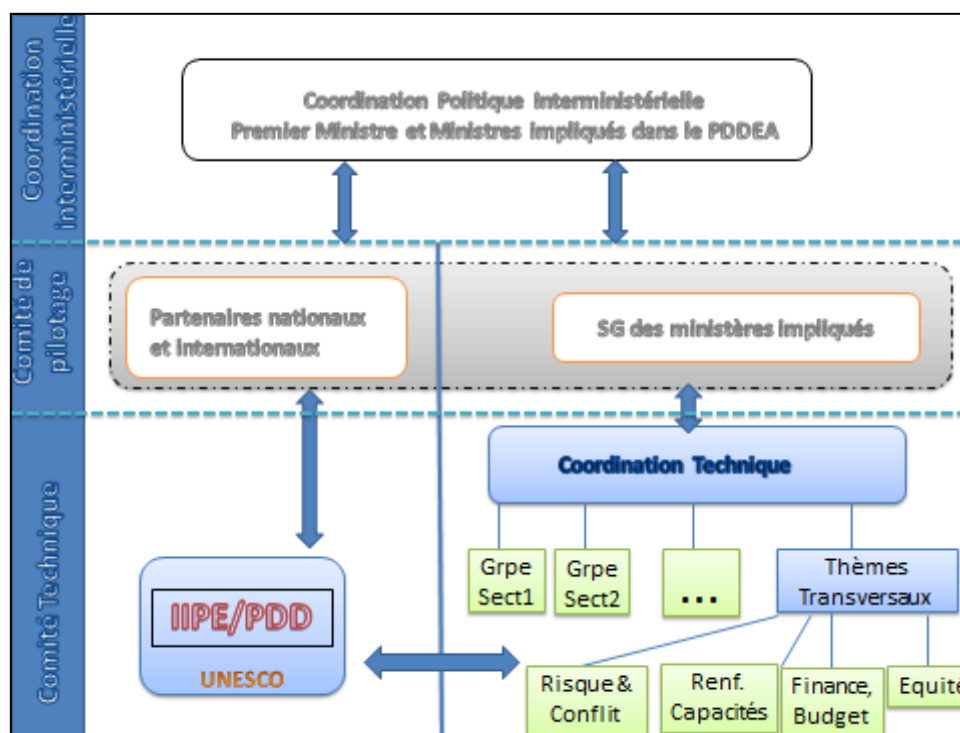 Coordination
interministérielle
Coordination Politique Interministérielle
Premier Ministre et Ministres impliqués dans le PDDEA
Comité de
pilotage
Partenaires nationaux
et internationaux
SG des ministères impliqués
Comité Technique
Coordination Technique
Grpe
Sect1
Grpe
Sect2
...
Thèmes
Transversaux
IIPE/PDD
UNESCO
Risque &
Conflit
Renf.
Capacités
Finance,
Budget
Equité